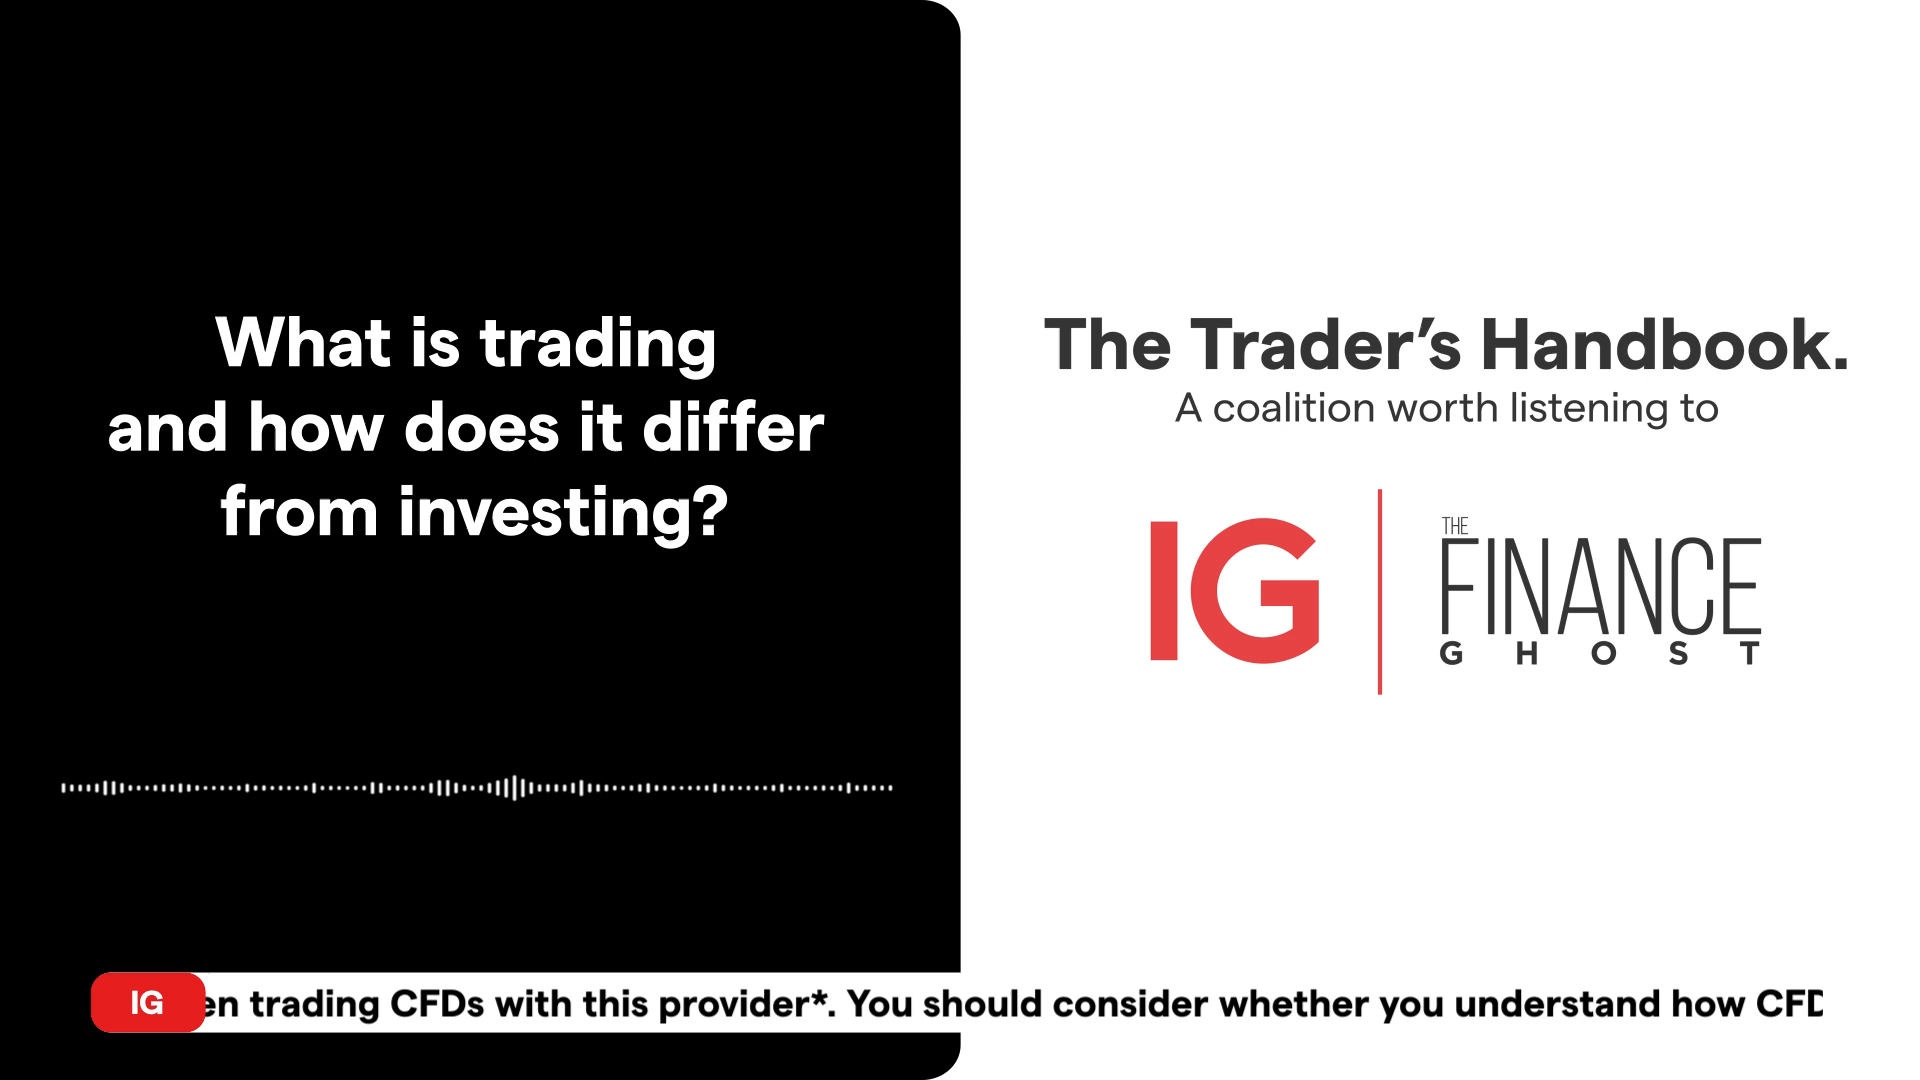 What is trading
and how does it differ
from investing?
The Trader’s Handbook.
A coalition worth listening to
IG
THE
FINANCE
GHOST
IG
trading CFDs with this provider*. You should consider whether you understand how